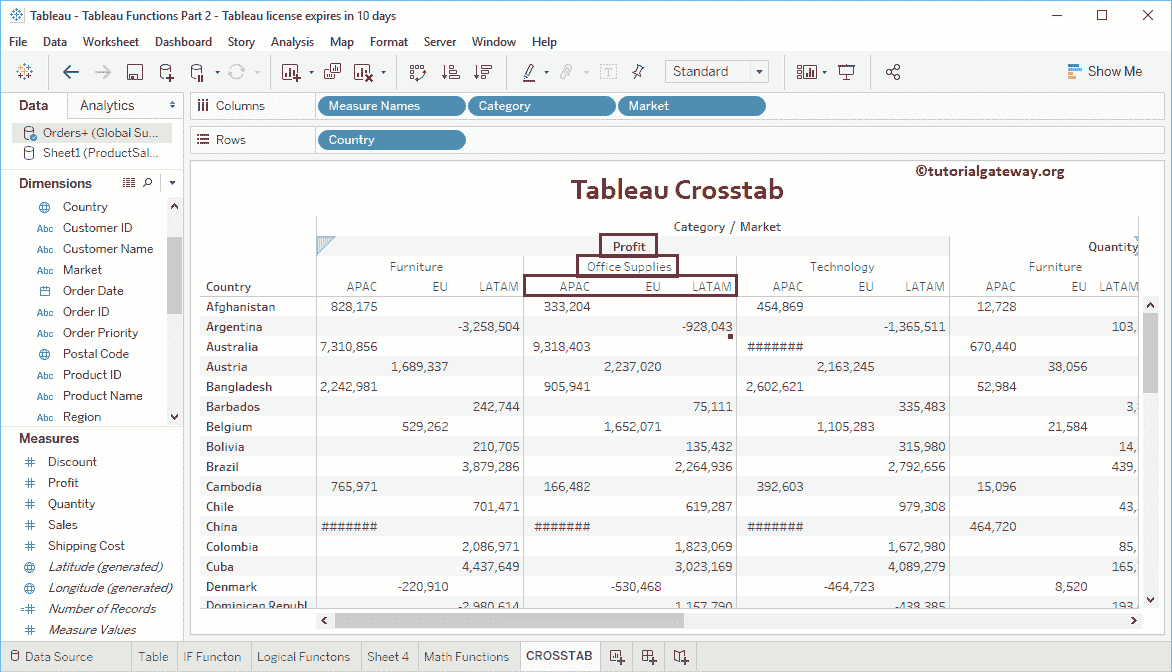 Tableau - Tableau Functions Part 2 - Tableau license expires in 10 days
File Data Worksheet Dashboard Story Analysis Map Format Server Window Help
Standard Show Me
Data Analytics
Orders+ (Global Su...
Sheet1 (ProductSal...
Dimensions
Country
Abc Customer ID
Abc Customer Name
Abc Market
Order Date
Abc Order ID
Abc Order Priority
Postal Code
Abc Product ID
Abc Product Name
Abc Region
Measures
# Discount
# Profit
# Quantity
# Sales
# Shipping Cost
Latitude (generated)
Longitude (generated)
=# Number of Records
# Measure Values
Columns Measure Names Category Market
Rows Country
©tutorialgateway.org
Tableau Crosstab
Category / Market
Profit Quantity
Furniture Office Supplies Technology Furniture
Country APAC EU LATAM APAC EU LATAM APAC EU LATAM APAC EU LATAM
Afghanistan 828,175 333,204 454,869 12,728
Argentina -3,258,504 -928,043 -1,365,511 103,
Australia 7,310,856 9,318,403 ####### 670,440
Austria 1,689,337 2,237,020 2,163,245 38,056
Bangladesh 2,242,981 905,941 2,602,621 52,984
Barbados 242,744 75,111 335,483 3,
Belgium 529,262 1,652,071 1,105,283 21,584
Bolivia 210,705 135,432 315,980 14,
Brazil 3,879,286 2,264,936 2,792,656 439,
Cambodia 765,971 166,482 392,603 15,096
Chile 701,471 619,287 979,308 43,
China ####### ####### ####### 464,720
Colombia 2,086,971 1,823,069 1,672,980 85,
Cuba 4,437,649 3,023,169 4,089,279 165,
Denmark -220,910 -530,468 -464,723 8,520
Dominican Republ -2,980,614 1,157,790 -438,385 193,
Data Source Table IF Functon Logical Functons Sheet 4 Math Functions CROSSTAB